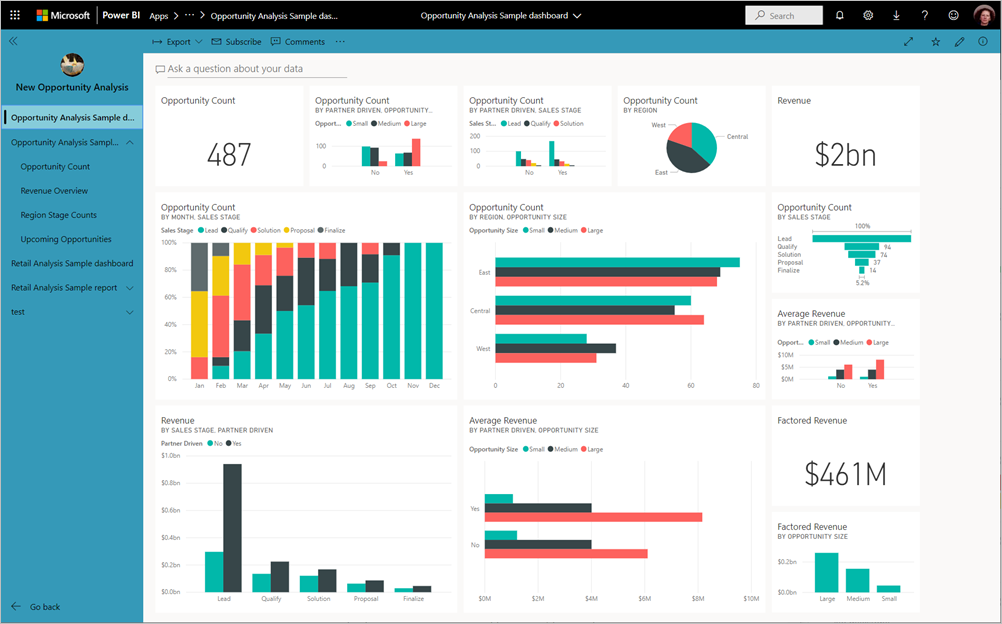 Microsoft Power BI Apps > ··· > Opportunity Analysis Sample das... Opportunity Analysis Sample dashboard Search
Export Subscribe Comments ···
New Opportunity Analysis
Opportunity Analysis Sample d...
Opportunity Analysis Sampl...
Opportunity Count
Revenue Overview
Region Stage Counts
Upcoming Opportunities
Retail Analysis Sample dashboard
Retail Analysis Sample report
test
Go back
Ask a question about your data
Opportunity Count
487
Opportunity Count
BY PARTNER DRIVEN, OPPORTUNITY...
Opport... Small Medium Large
100
0
No Yes
Opportunity Count
BY PARTNER DRIVEN, SALES STAGE
Sales St... Lead Qualify Solution
200
100
0
No Yes
Opportunity Count
BY REGION
West
Central
East
Revenue
$2bn
Opportunity Count
BY MONTH, SALES STAGE
Sales Stage Lead Qualify Solution Proposal Finalize
100%
80%
60%
40%
20%
0%
Jan Feb Mar Apr May Jun Jul Aug Sep Oct Nov Dec
Opportunity Count
BY REGION, OPPORTUNITY SIZE
Opportunity Size Small Medium Large
East
Central
West
0 20 40 60 80
Opportunity Count
BY SALES STAGE
100%
Lead
Qualify 94
Solution 74
Proposal 37
Finalize 14
5.2%
Average Revenue
BY PARTNER DRIVEN, OPPORTUNITY...
Opport... Small Medium Large
$10M
$5M
$0M
No Yes
Revenue
BY SALES STAGE, PARTNER DRIVEN
Partner Driven No Yes
$1.0bn
$0.8bn
$0.6bn
$0.4bn
$0.2bn
$0.0bn
Lead Qualify Solution Proposal Finalize
Average Revenue
BY PARTNER DRIVEN, OPPORTUNITY SIZE
Opportunity Size Small Medium Large
Yes
No
$0M $2M $4M $6M $8M $10M
Factored Revenue
$461M
Factored Revenue
BY OPPORTUNITY SIZE
$0.2bn
$0.0bn
Large Medium Small